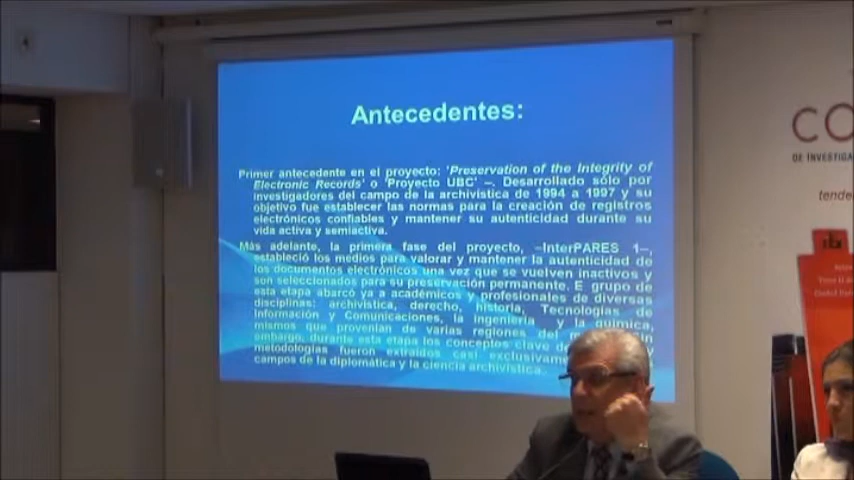 Antecedentes:
Primer antecedente en el proyecto: 'Preservation of the Integrity of
Electronic Records' o 'Proyecto UBC' –. Desarrollado sólo por
investigadores del campo de la archivística de 1994 a 1997 y su
objetivo fue establecer las normas para la creación de registros
electrónicos confiables y mantener su autenticidad durante su
vida activa y semiactiva.
Más adelante, la primera fase del proyecto, –InterPARES 1–,
estableció los medios para valorar y mantener la autenticidad de
los documentos electrónicos una vez que se vuelven inactivos y
son seleccionados para su preservación permanente. E grupo de
esta etapa abarcó ya a académicos y profesionales de diversas
disciplinas: archivística, derecho, historia, Tecnologías de
Información y Comunicaciones, la Ingeniería y la química,
mismos que provenían de varias regiones del
embargo, durante esta etapa los conceptos clave
metodologías fueron extraídos casi
campos de la diplomática y la ciencia archivística.
CO
DE INVESTIGA
tende